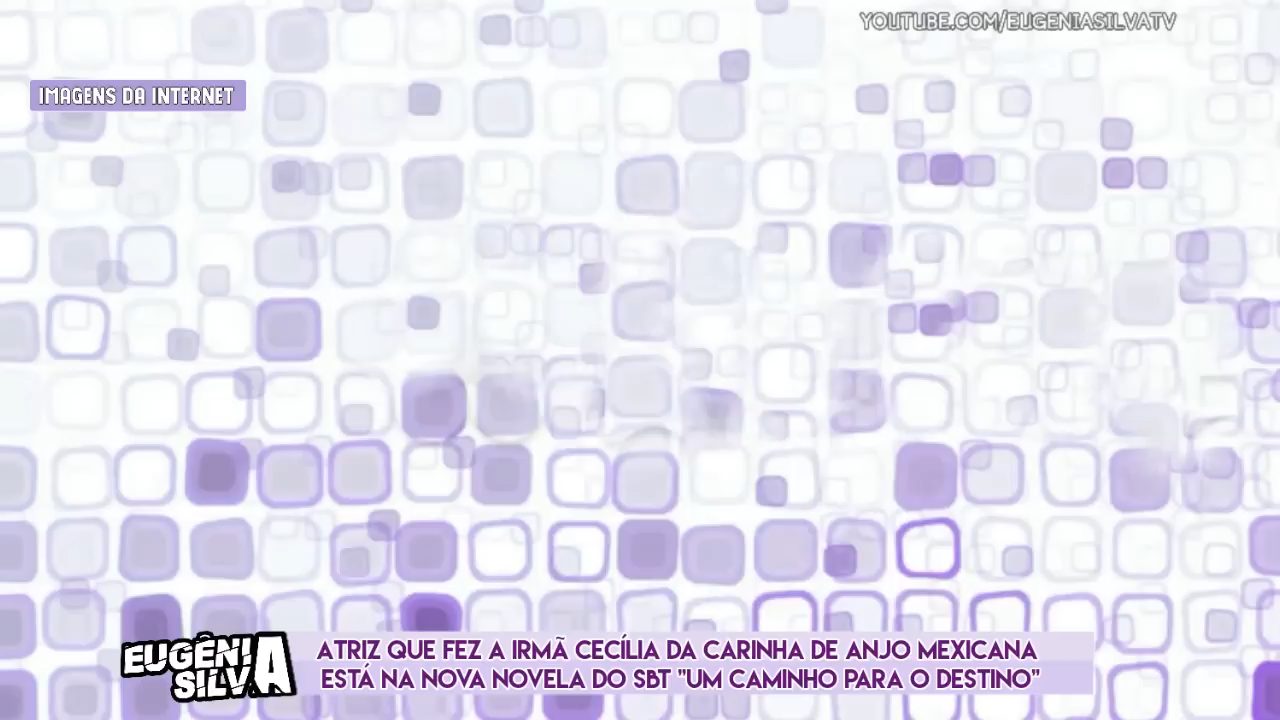 YOUTUBE.COM/EUGENIASILVATV
IMAGENS DA INTERNET
EUGÊNIA
SILVA
ATRIZ QUE FEZ A IRMÃ CECÍLIA DA CARINHA DE ANJO MEXICANA
ESTÁ NA NOVA NOVELA DO SBT "UM CAMINHO PARA O DESTINO"